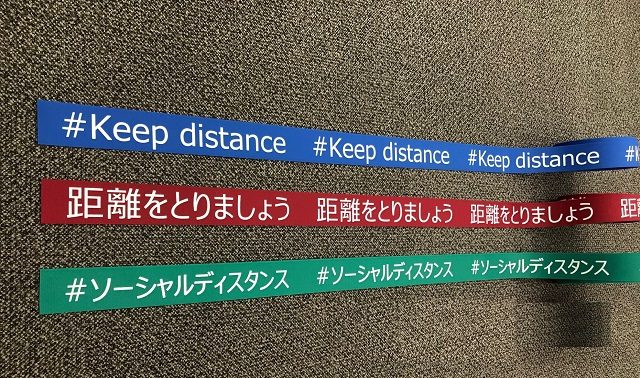 #Keep distance #Keep distance #Keep distance
距離をとりましょう 距離をとりましょう 距離をとりましょう
#ソーシャルディスタンス #ソーシャルディスタンス #ソーシャルディスタンス